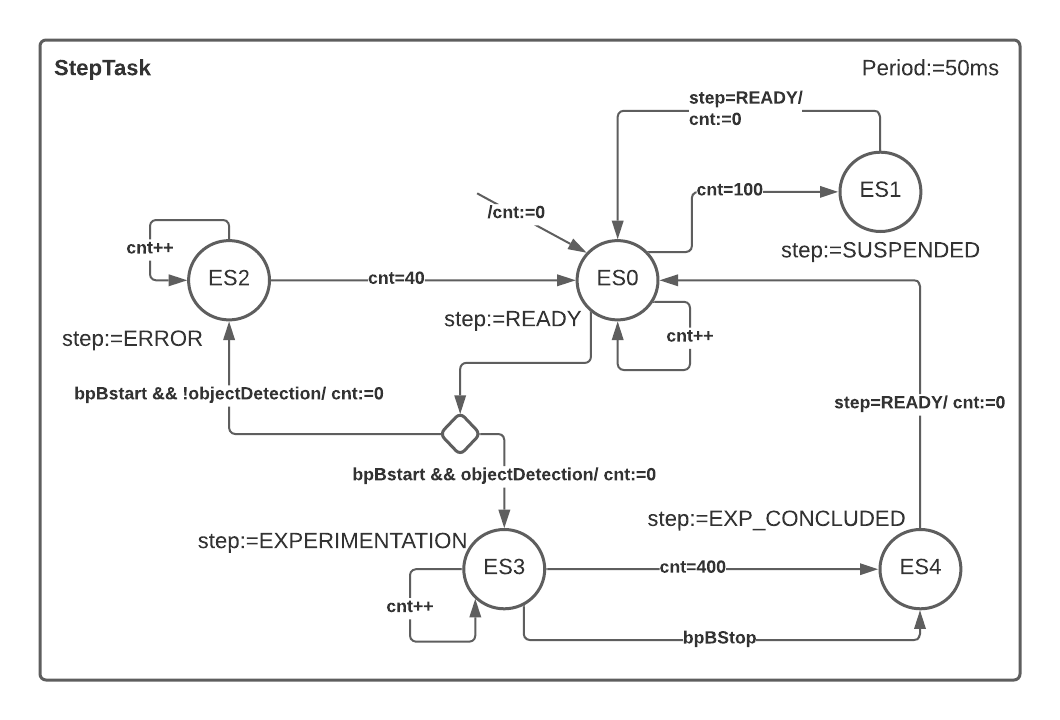 StepTask
Period:=50ms
step=READY/
cnt:=0
cnt=100
ES1
/cnt:=0
step:=SUSPENDED
cnt++
ES2
cnt=40
ES0
step:=READY
cnt++
step:=ERROR
bpBstart && !objectDetection/ cnt:=0
step=READY/ cnt:=0
bpBstart && objectDetection/ cnt:=0
step:=EXP_CONCLUDED
step:=EXPERIMENTATION
ES3
cnt=400
ES4
cnt++
bpBStop